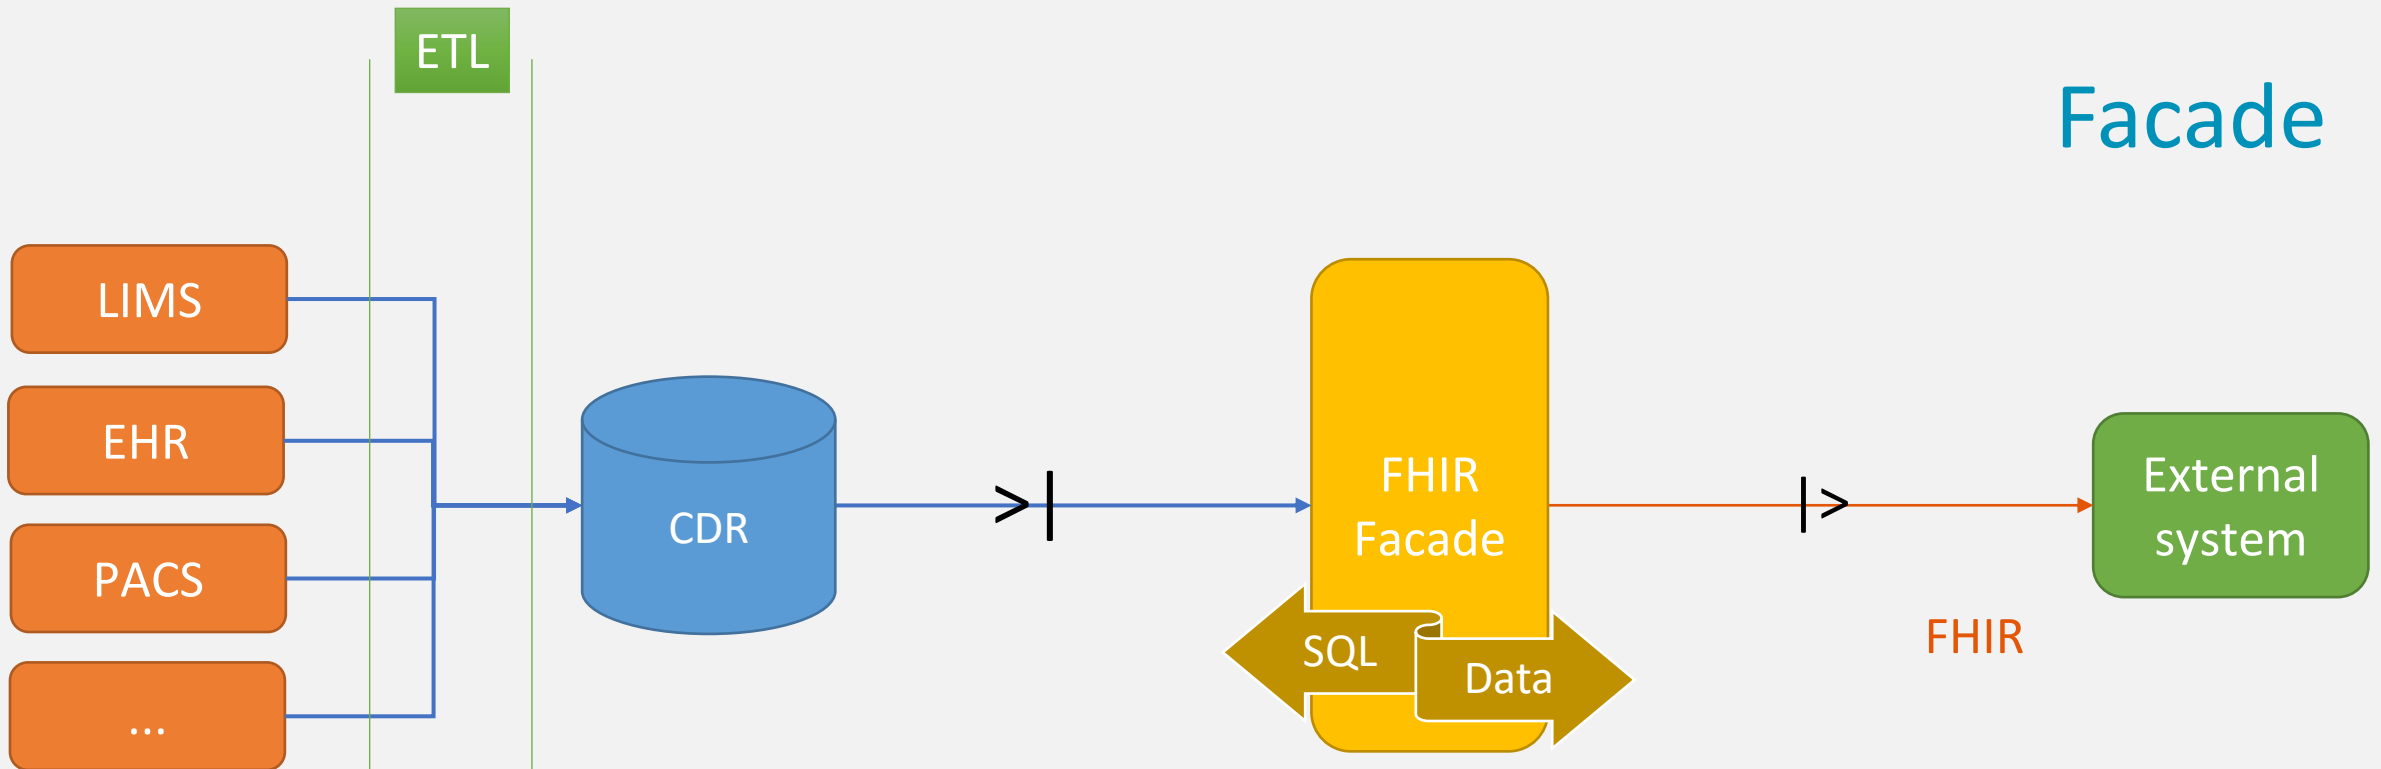 ETL
Facade
LIMS
EHR
PACS
...
CDR
>|
FHIR
Facade
SQL
Data
|>
FHIR
External
system